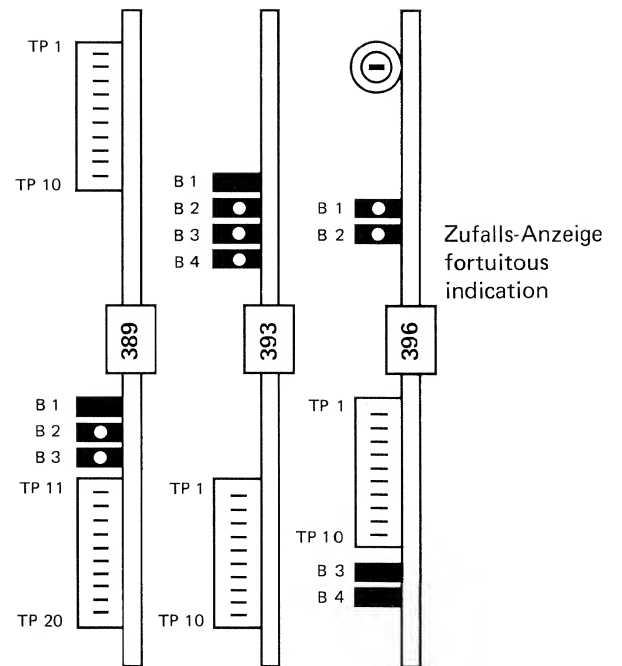 TP 1
TP 10
389
B 1
B 2
B 3
TP 11
TP 20
B 1
B 2
B 3
B 4
393
TP 1
TP 10
B 1
B 2
Zufalls-Anzeige
fortuitous
indication
396
TP 1
TP 10
B 3
B 4